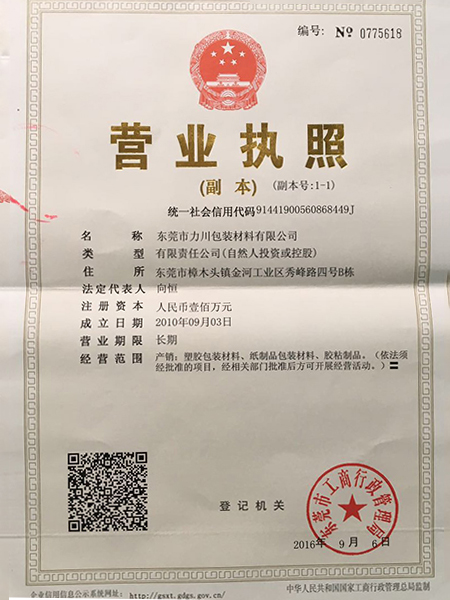 编号: № 0775618
营业执照
(副 本) (副本号:1-1)
统一社会信用代码91441900560868449J
名 称 东莞市力川包装材料有限公司
类 型 有限责任公司(自然人投资或控股)
住 所 东莞市樟木头镇金河工业区秀峰路四号B栋
法定代表人 向恒
注册资本 人民币壹佰万元
成立日期 2010年09月03日
营业期限 长期
经营范围 产销:塑胶包装材料、纸制品包装材料、胶粘制品。(依法须
经批准的项目,经相关部门批准后方可开展经营活动。)
登记机关
东莞市工商行政管理局
2016年 9月 6日
企业信用信息公示系统网址: http://gsxt.gdgs.gov.cn/
中华人民共和国国家工商行政管理总局监制